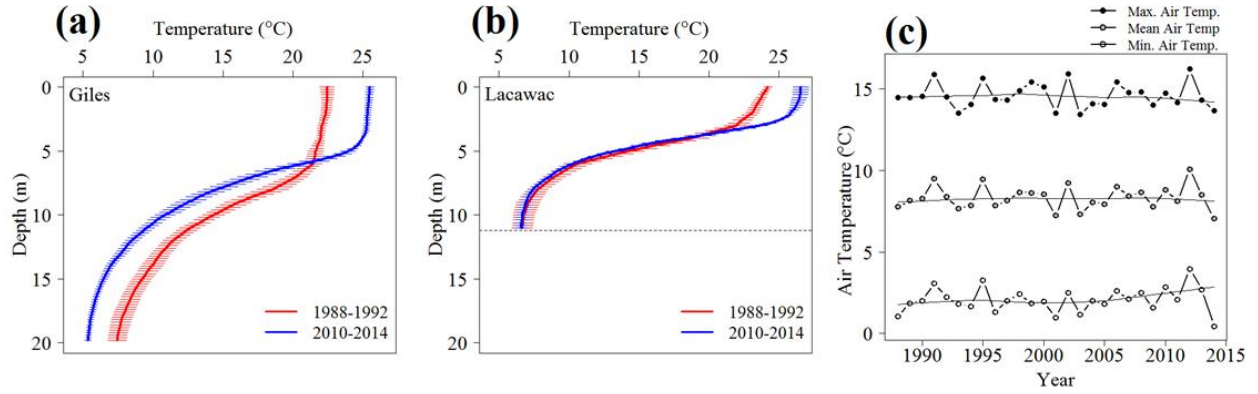 (a)
Temperature (°C)
5 10 15 20 25
Giles
Depth (m)
0
5
10
15
20
1988-1992
2010-2014
(b)
Temperature (°C)
5 10 15 20 25
Lacawac
Depth (m)
0
5
10
15
20
1988-1992
2010-2014
(c)
Max. Air Temp.
Mean Air Temp
Min. Air Temp.
Air Temperature (°C)
15
10
5
0
1990 1995 2000 2005 2010 2015
Year